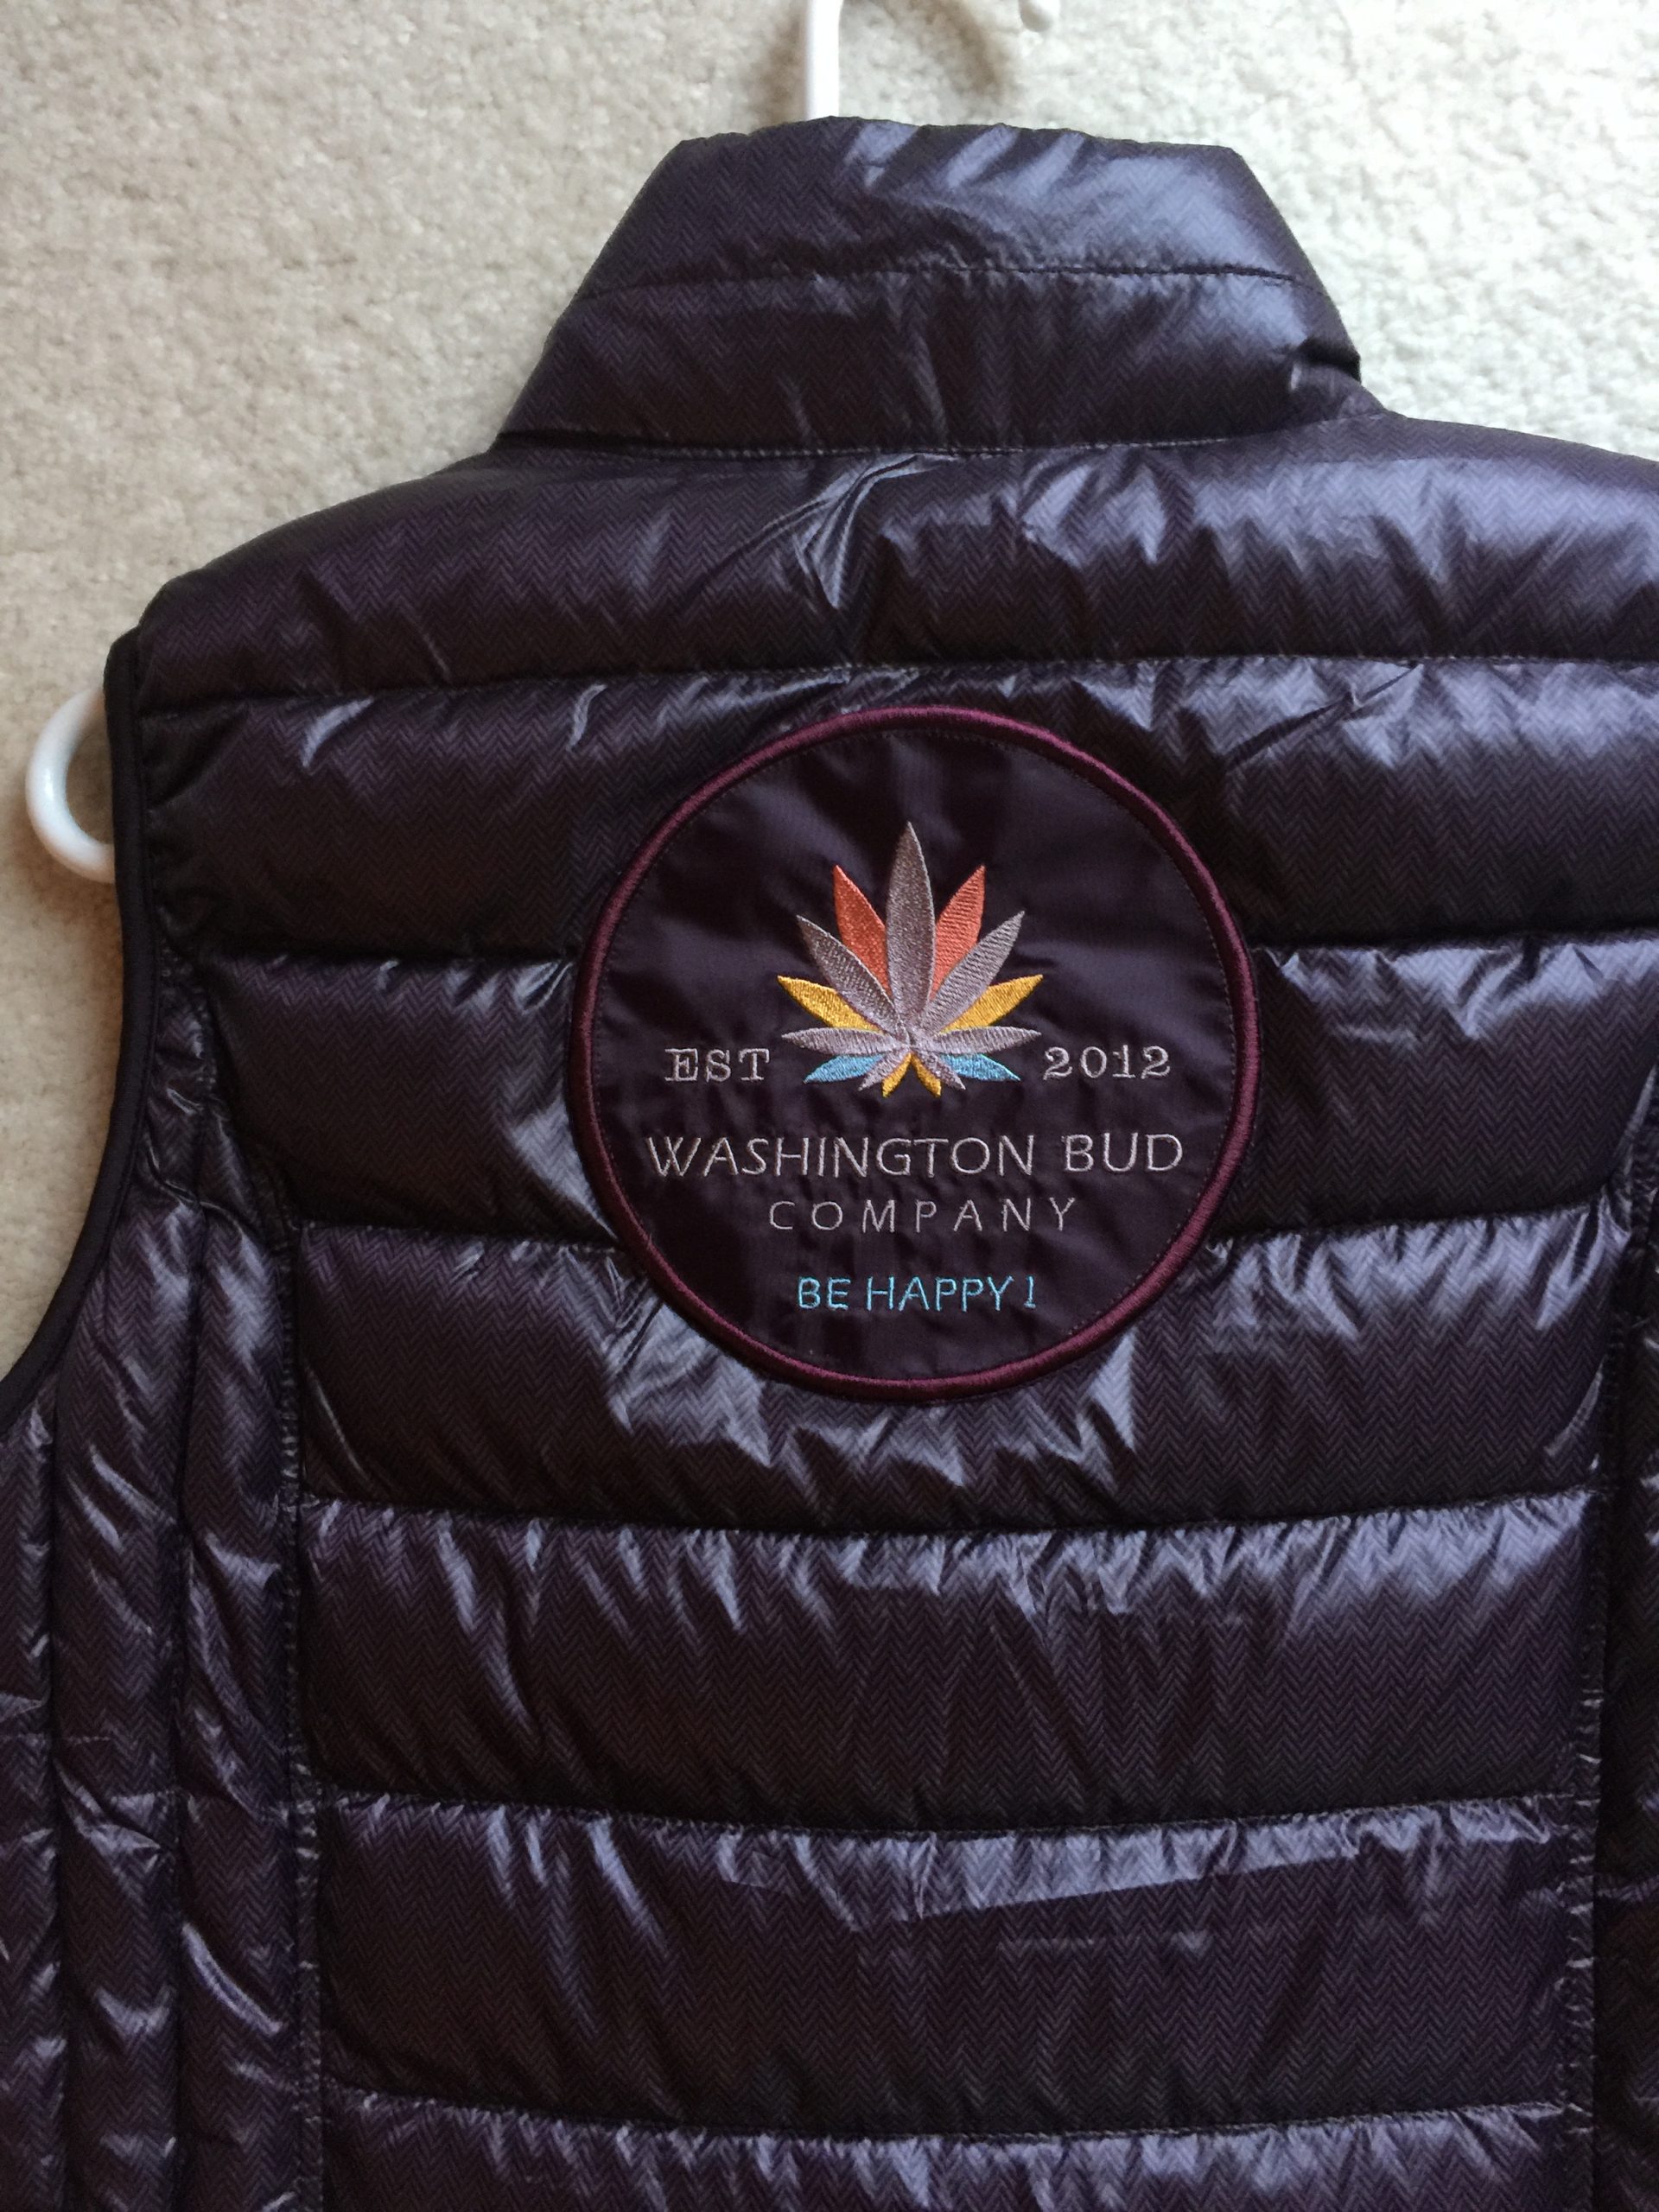 EST 2012
WASHINGTON BUD
COMPANY
BE HAPPY!